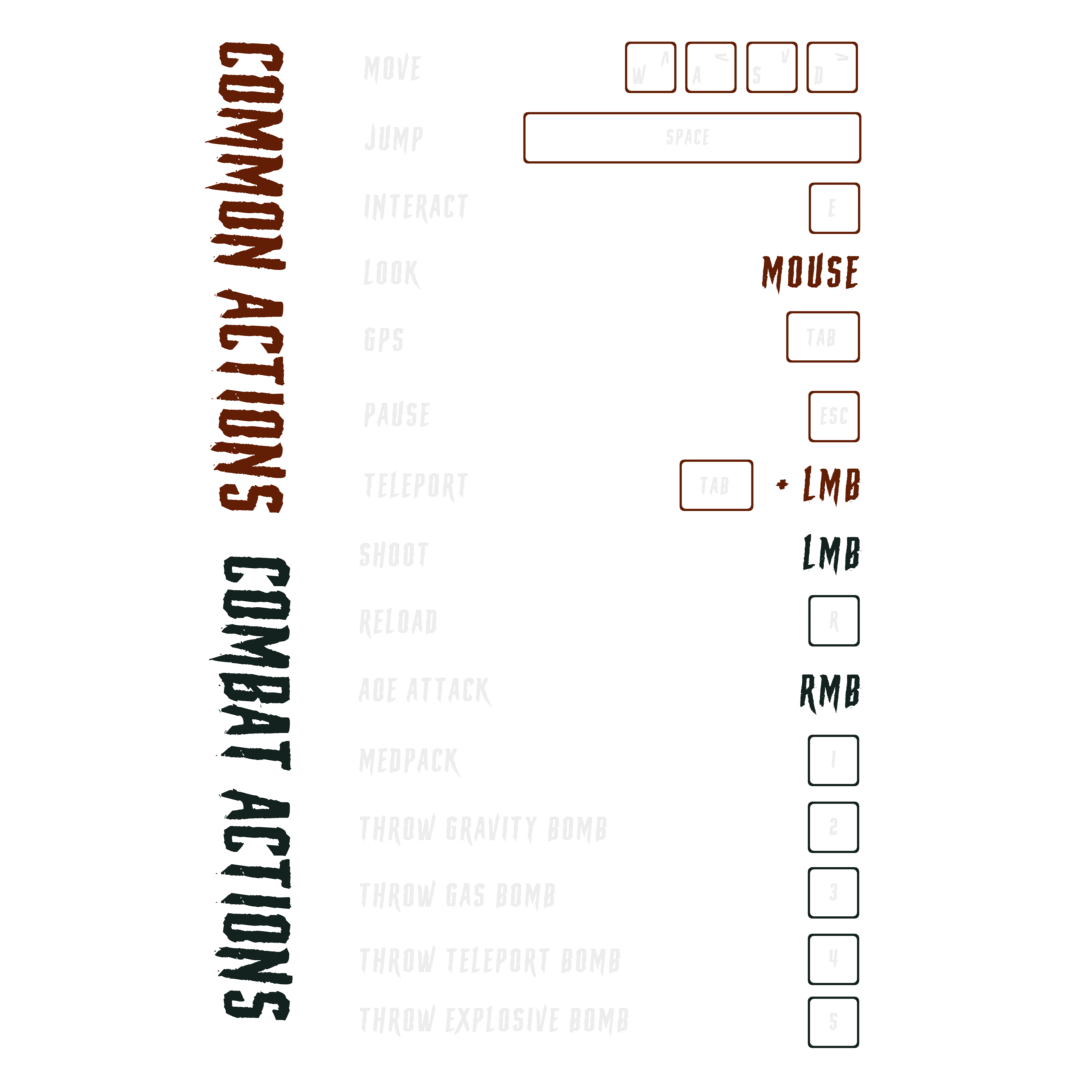 COMMON ACTIONS
MOVE W ^ A < S v D >
JUMP SPACE
INTERACT E
LOOK MOUSE
GPS TAB
PAUSE ESC
TELEPORT TAB + LMB
COMBAT ACTIONS
SHOOT LMB
RELOAD R
AOE ATTACK RMB
MEDPACK 1
THROW GRAVITY BOMB 2
THROW GAS BOMB 3
THROW TELEPORT BOMB 4
THROW EXPLOSIVE BOMB 5